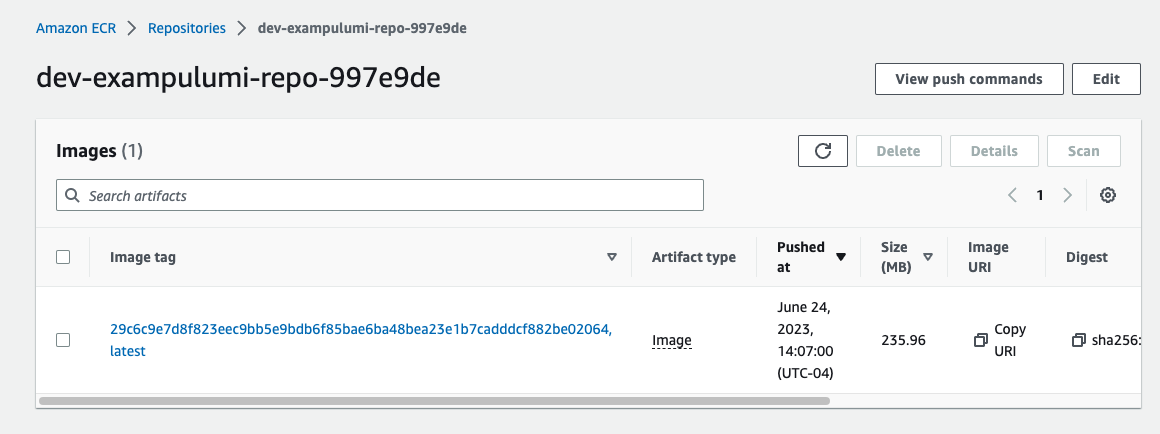 Amazon ECR > Repositories > dev-exampulumi-repo-997e9de
dev-exampulumi-repo-997e9de
View push commands
Edit
Images (1)
Delete
Details
Scan
Search artifacts
1
Image tag
Artifact type
Pushed
at
Size
(MB)
Image
URI
Digest
29c6c9e7d8f823eec9bb5e9bdb6f85bae6ba48bea23e1b7cadddcf882be02064,
latest
Image
June 24,
2023,
14:07:00
(UTC-04)
235.96
Copy
URI
sha256: